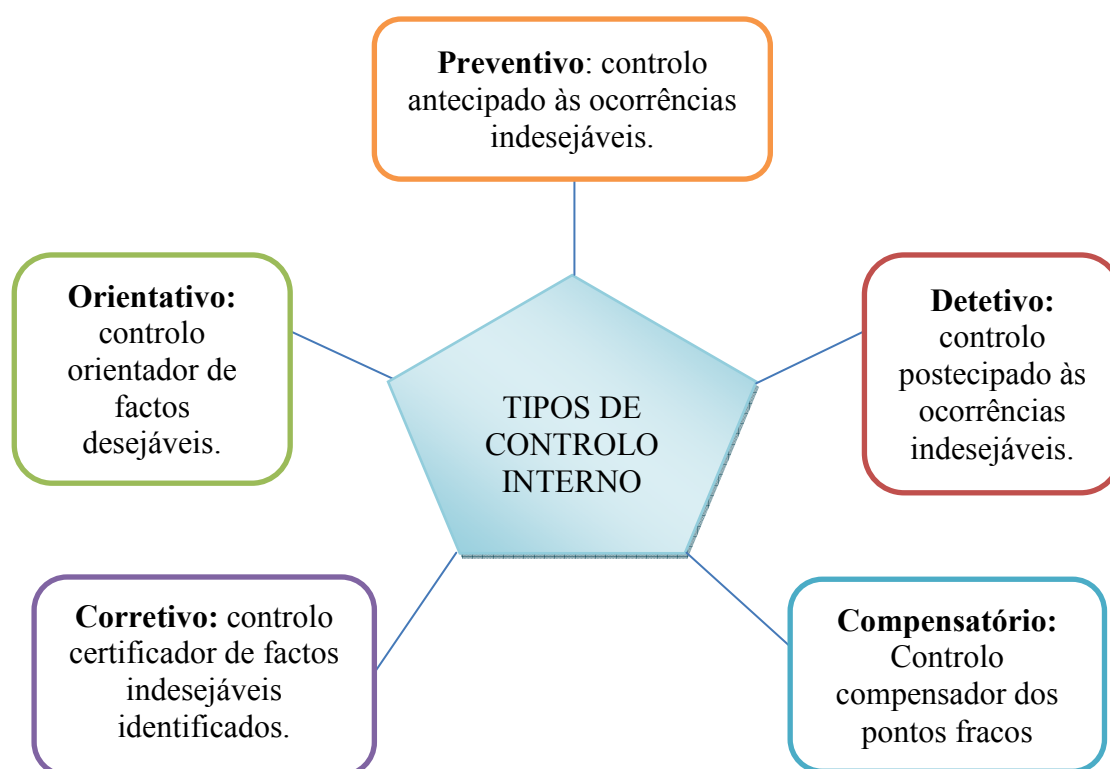 Preventivo: controlo
antecipado às ocorrências
indesejáveis.
Orientativo:
controlo
orientador de
factos
desejáveis.
Detetivo:
controlo
postecipado às
ocorrências
indesejáveis.
TIPOS DE
CONTROLO
INTERNO
Corretivo: controlo
certificador de factos
indesejáveis
identificados.
Compensatório:
Controlo
compensador dos
pontos fracos